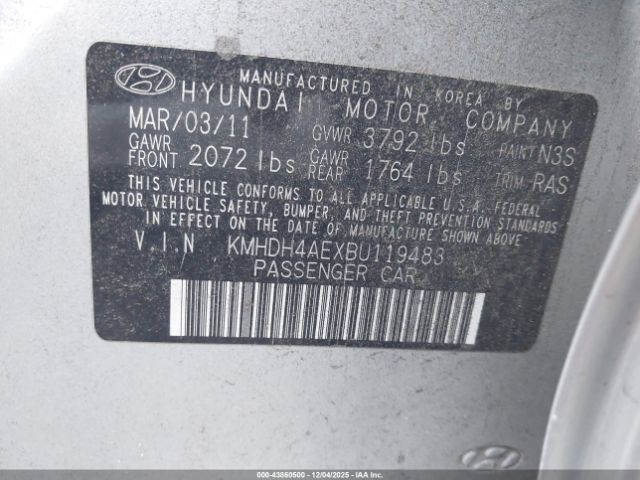 MANUFACTURED IN KOREA BY
HYUNDAI MOTOR COMPANY
MAR/03/11 GVWR 3792 lbs PAINT N3S
GAWR FRONT 2072 lbs GAWR REAR 1764 lbs TRIM RAS
THIS VEHICLE CONFORMS TO ALL APPLICABLE U.S.A. FEDERAL
MOTOR VEHICLE SAFETY, BUMPER, AND THEFT PREVENTION STANDARDS
IN EFFECT ON THE DATE OF MANUFACTURE SHOWN ABOVE.
V.I.N KMHDH4AEXBU119483
PASSENGER CAR
000-43860500 - 12/04/2025 - COPYRIGHT IAA, LLC.